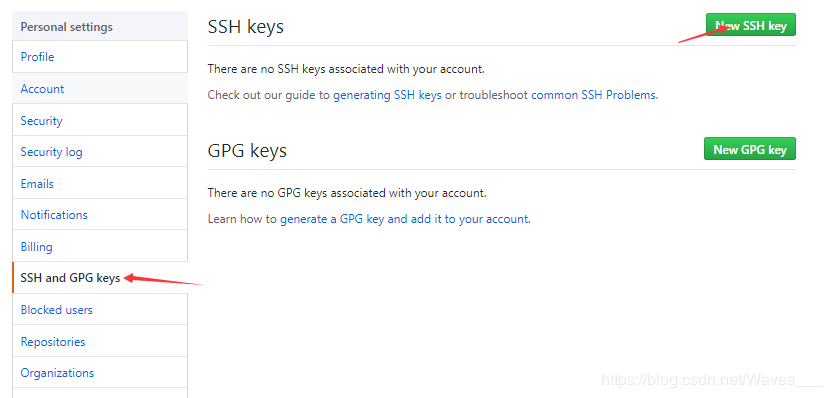 Personal settings
Profile
Account
Security
Security log
Emails
Notifications
Billing
SSH and GPG keys
Blocked users
Repositories
Organizations
SSH keys
New SSH key
There are no SSH keys associated with your account.
Check out our guide to generating SSH keys or troubleshoot common SSH Problems.
GPG keys
New GPG key
There are no GPG keys associated with your account.
Learn how to generate a GPG key and add it to your account.
https://blog.csdn.net/Waves___